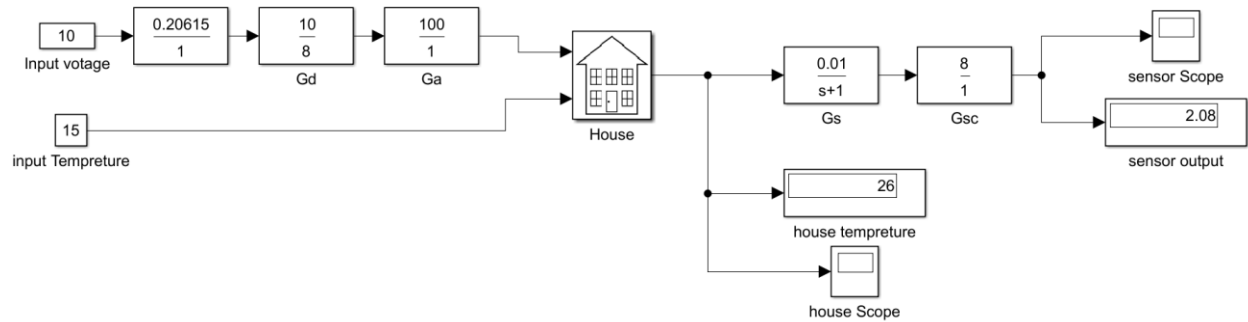 10
Input votage
0.20615
1
10
8
Gd
100
1
Ga
15
input Tempreture
House
0.01
s+1
Gs
8
1
Gsc
sensor Scope
2.08
sensor output
26
house tempreture
house Scope